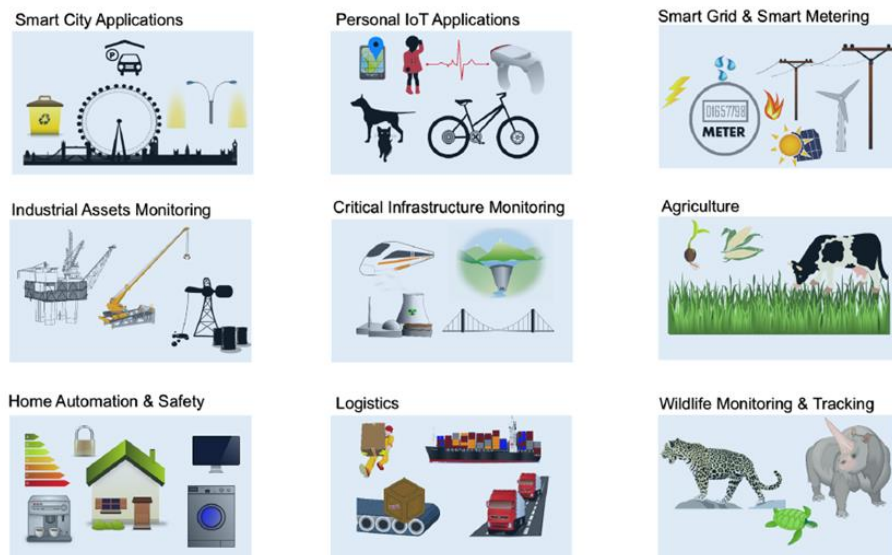 Smart City Applications
Personal IoT Applications
Smart Grid & Smart Metering
P
01657798
METER
Industrial Assets Monitoring
Critical Infrastructure Monitoring
Agriculture
Home Automation & Safety
Logistics
Wildlife Monitoring & Tracking